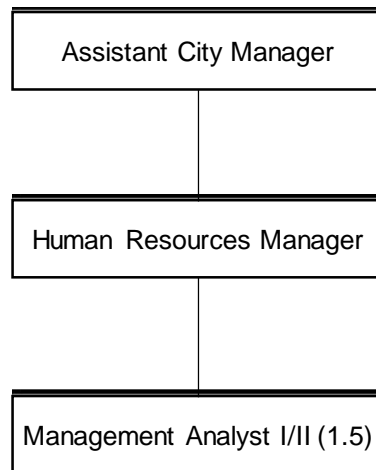 Assistant City Manager
Human Resources Manager
Management Analyst I/II (1.5)